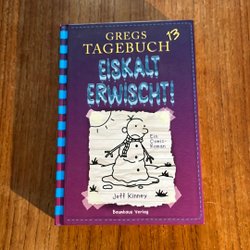 GREGS
TAGEBUCH 13
EISKALT
ERWISCHT!
Ein
Comic-
Roman
Jeff Kinney
Baumhaus Verlag